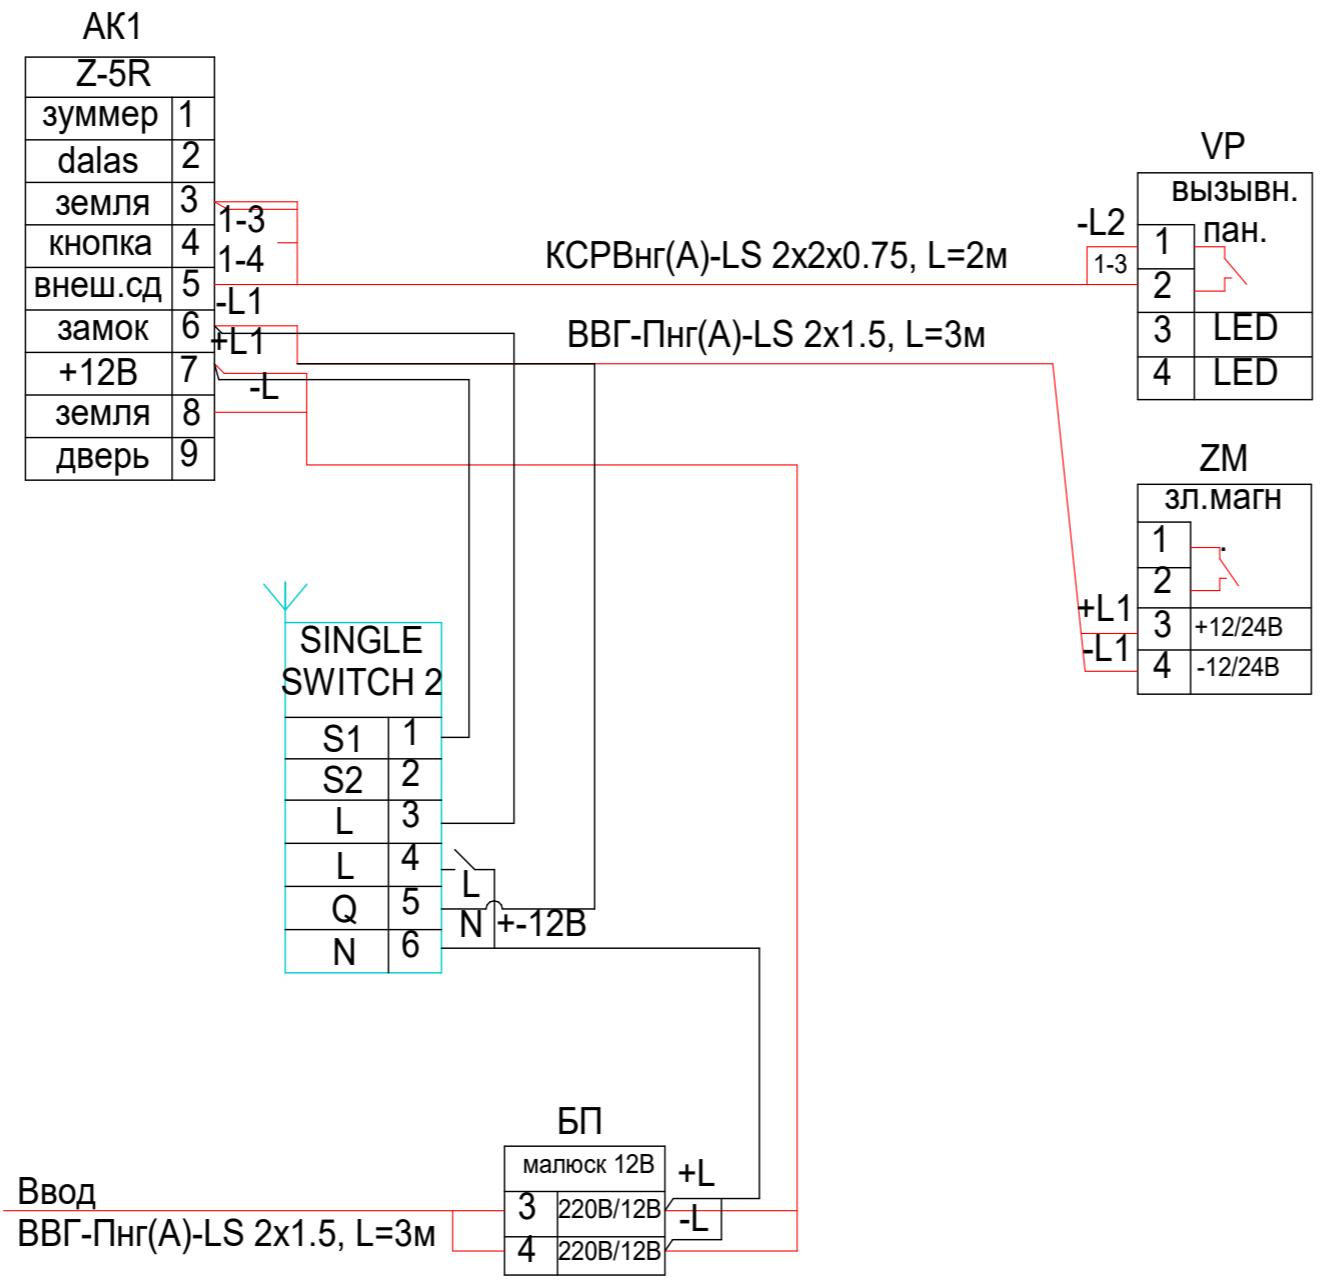 АК1
Z-5R
зуммер 1
dalas 2
земля 3
кнопка 4
внеш.сд 5
замок 6
+12В 7
земля 8
дверь 9
1-3
1-4
-L1
+L1
-L
КСРВнг(А)-LS 2х2х0.75, L=2м
ВВГ-Пнг(А)-LS 2х1.5, L=3м
VP
вызывн.
пан.
-L2
1-3
1
2
3 LED
4 LED
ZM
зл.магн
.
1
2
+L1
3 +12/24В
-L1
4 -12/24В
SINGLE
SWITCH 2
S1 1
S2 2
L 3
L 4
Q 5
N 6
L
N +-12В
БП
малюск 12В
3 220В/12В
4 220В/12В
+L
-L
Ввод
ВВГ-Пнг(А)-LS 2х1.5, L=3м